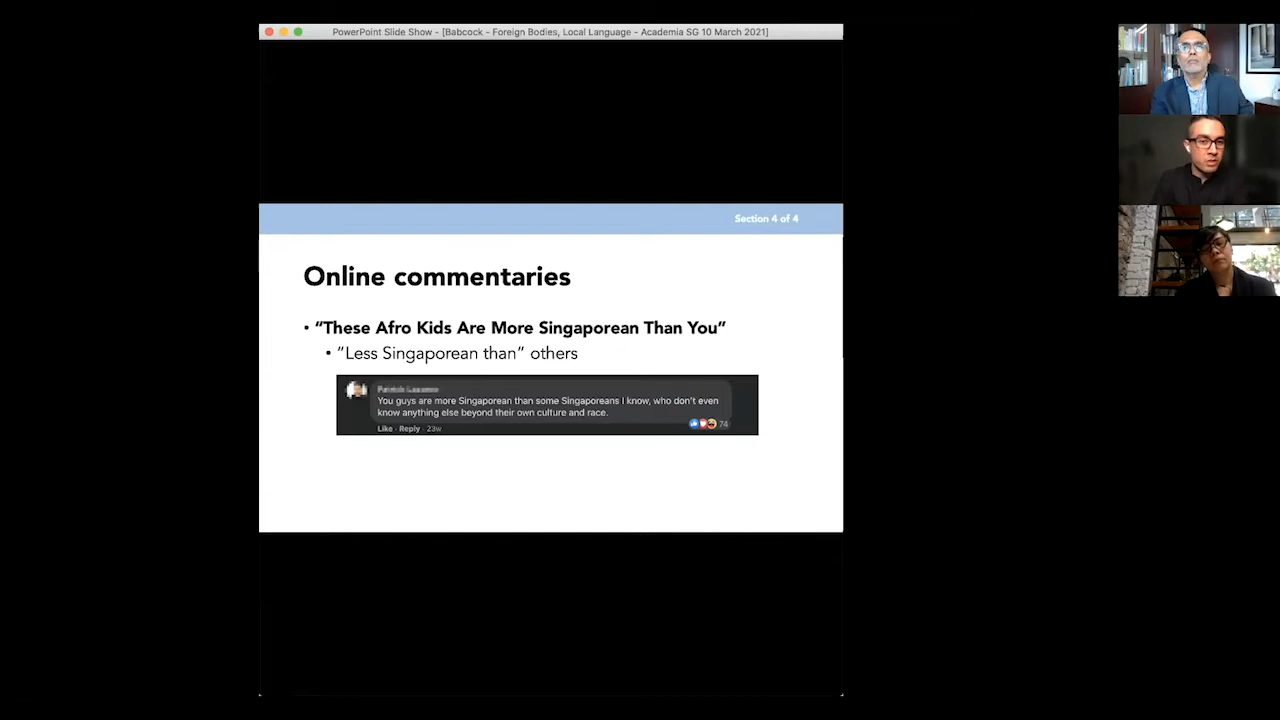 PowerPoint Slide Show - [Babcock - Foreign Bodies, Local Language - Academia SG 10 March 2021]
Section 4 of 4
Online commentaries
• “These Afro Kids Are More Singaporean Than You”
• “Less Singaporean than” others
You guys are more Singaporean than some Singaporeans I know, who don't even
know anything else beyond their own culture and race.
Like · Reply · 23w
74